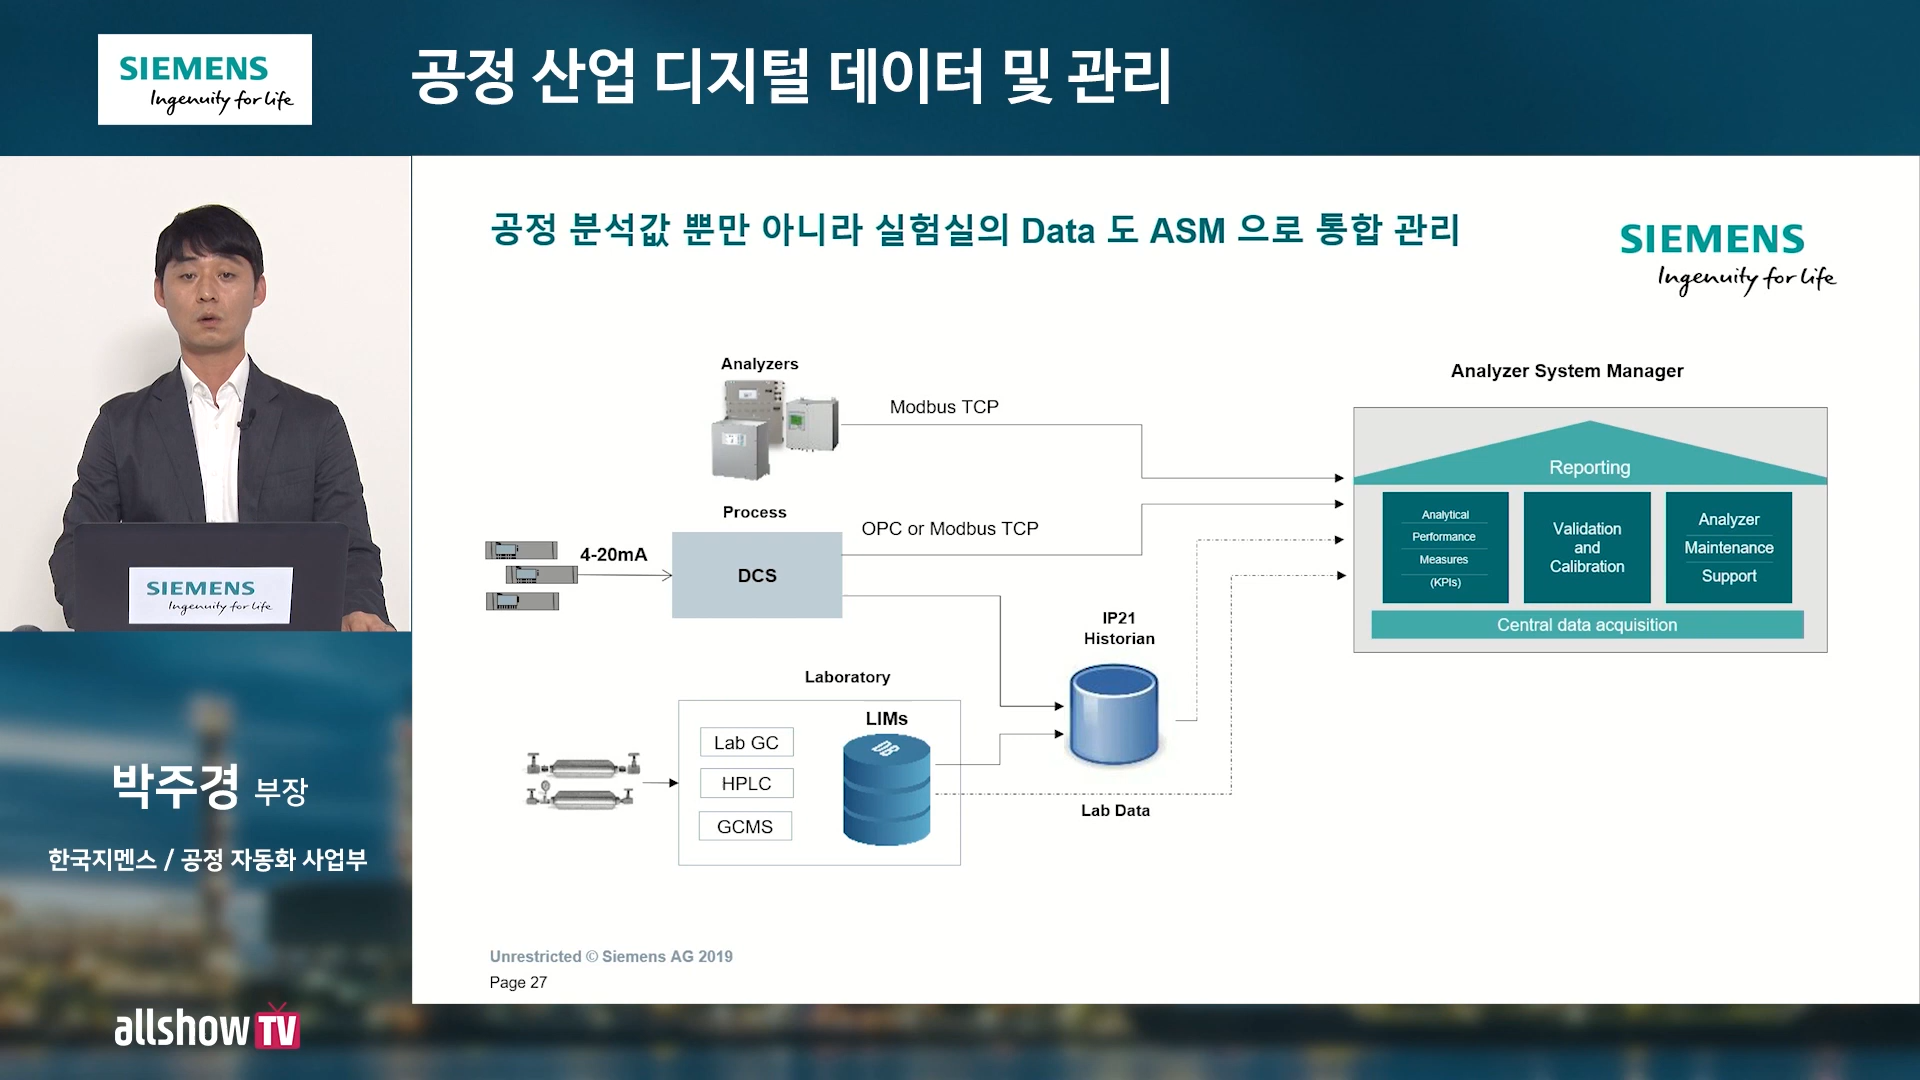 SIEMENS
Ingenuity for life
공정 산업 디지털 데이터 및 관리
공정 분석값 뿐만 아니라 실험실의 Data 도 ASM 으로 통합 관리
SIEMENS
Ingenuity for life
Analyzers
Modbus TCP
Analyzer System Manager
Reporting
Analytical
Performance
Measures
(KPIs)
Validation
and
Calibration
Analyzer
Maintenance
Support
Central data acquisition
Process
OPC or Modbus TCP
4-20mA
DCS
IP21
Historian
Laboratory
LIMs
DB
Lab GC
HPLC
GCMS
Lab Data
SIEMENS
Ingenuity for life
박주경 부장
한국지멘스 / 공정 자동화 사업부
Unrestricted © Siemens AG 2019
Page 27
allshowTV